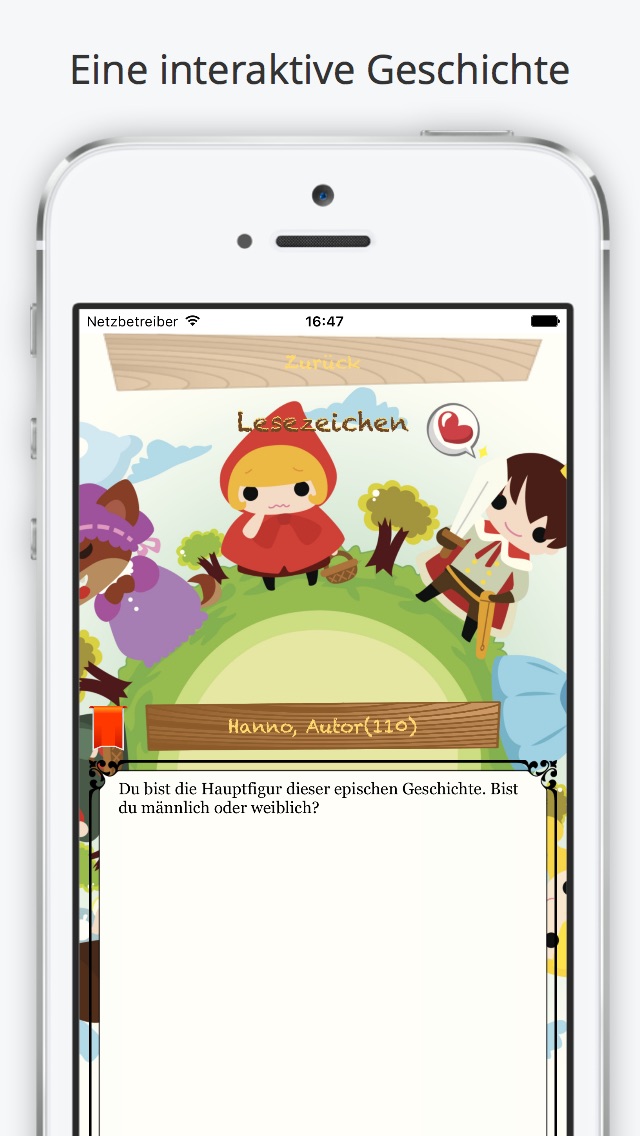 Eine interaktive Geschichte
Netzbetreiber 16:47
Zurück
Lesezeichen
Hanno, Autor(110)
Du bist die Hauptfigur dieser epischen Geschichte. Bist
du männlich oder weiblich?